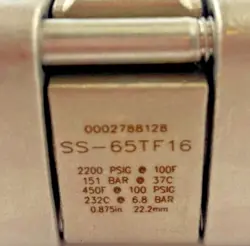 0002788128
SS-65TF16
2200 PSIG @ 100F
151 BAR @ 37C
450F @ 100 PSIG
232C @ 6.8 BAR
0.875in 22.2mm